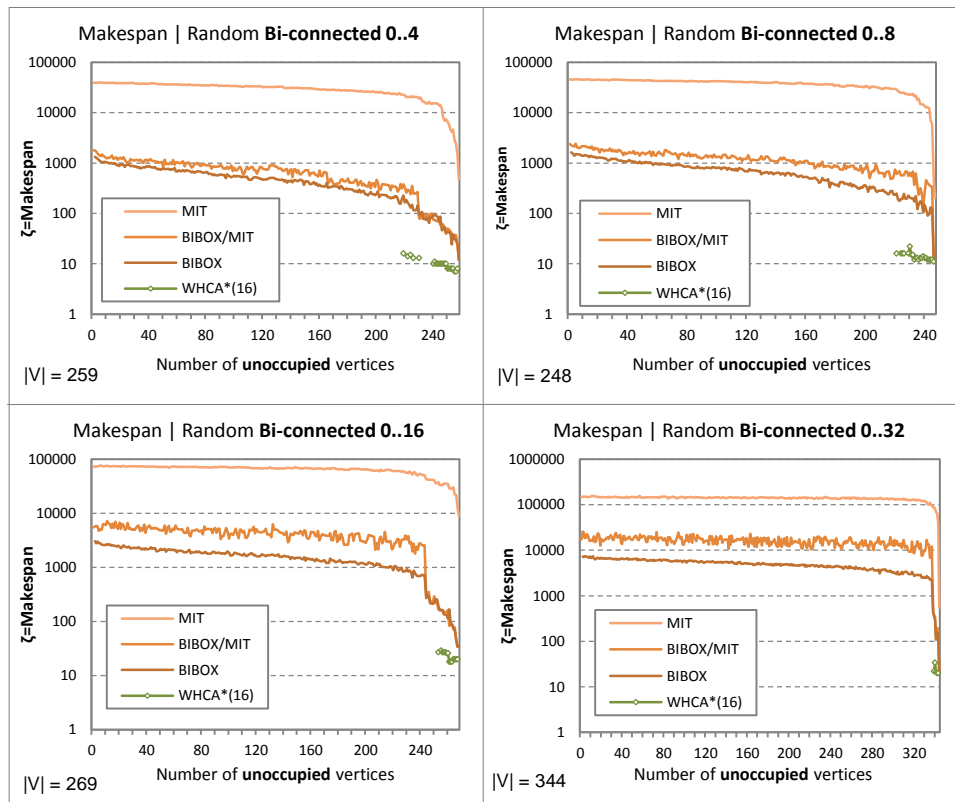 Makespan | Random Bi-connected 0..4
ζ=Makespan
100000
10000
1000
100
10
1
MIT
BIBOX/MIT
BIBOX
WHCA*(16)
0 40 80 120 160 200 240
Number of unoccupied vertices
|V| = 259
Makespan | Random Bi-connected 0..8
ζ=Makespan
100000
10000
1000
100
10
1
MIT
BIBOX/MIT
BIBOX
WHCA*(16)
0 40 80 120 160 200 240
Number of unoccupied vertices
|V| = 248
Makespan | Random Bi-connected 0..16
ζ=Makespan
100000
10000
1000
100
10
1
MIT
BIBOX/MIT
BIBOX
WHCA*(16)
0 40 80 120 160 200 240
Number of unoccupied vertices
|V| = 269
Makespan | Random Bi-connected 0..32
ζ=Makespan
1000000
100000
10000
1000
100
10
1
MIT
BIBOX/MIT
BIBOX
WHCA*(16)
0 40 80 120 160 200 240 280 320
Number of unoccupied vertices
|V| = 344